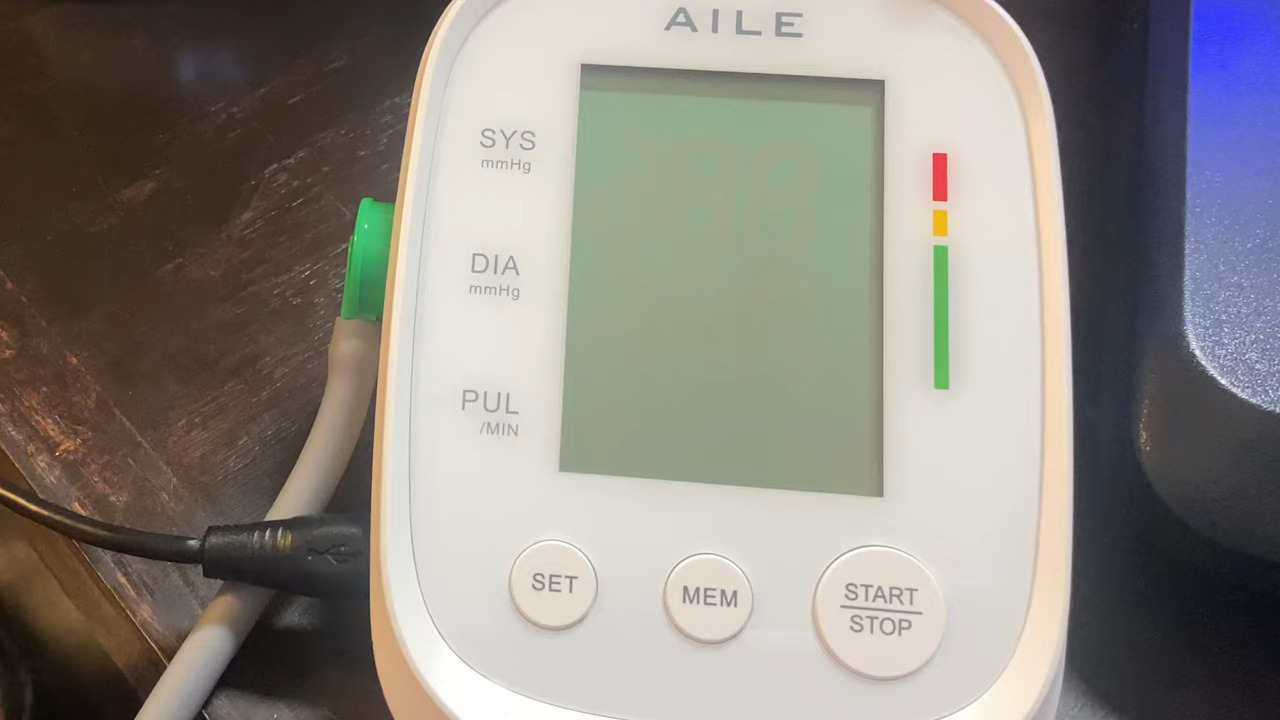 AILE
SYS
mmHg
DIA
mmHg
PUL
/MIN
SET
MEM
START
STOP